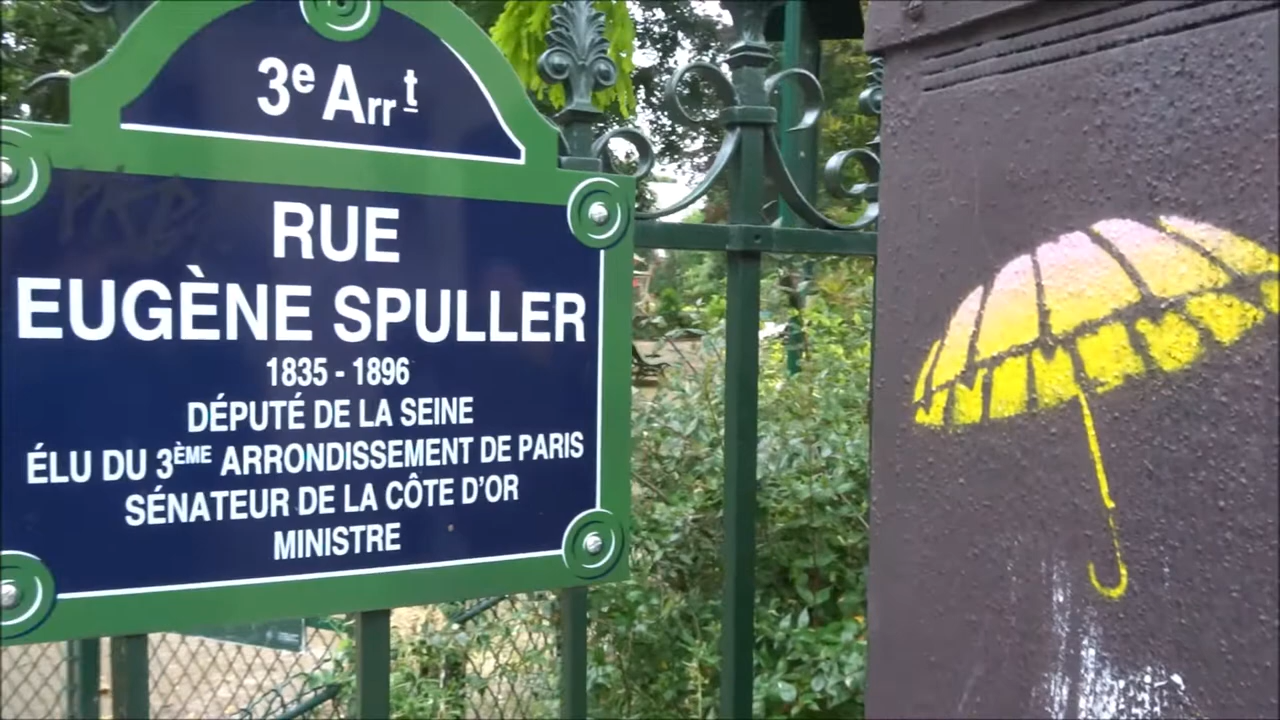 3e Arrt
RUE
EUGÈNE SPULLER
1835 - 1896
DÉPUTÉ DE LA SEINE
ÉLU DU 3ÈME ARRONDISSEMENT DE PARIS
SÉNATEUR DE LA CÔTE D'OR
MINISTRE